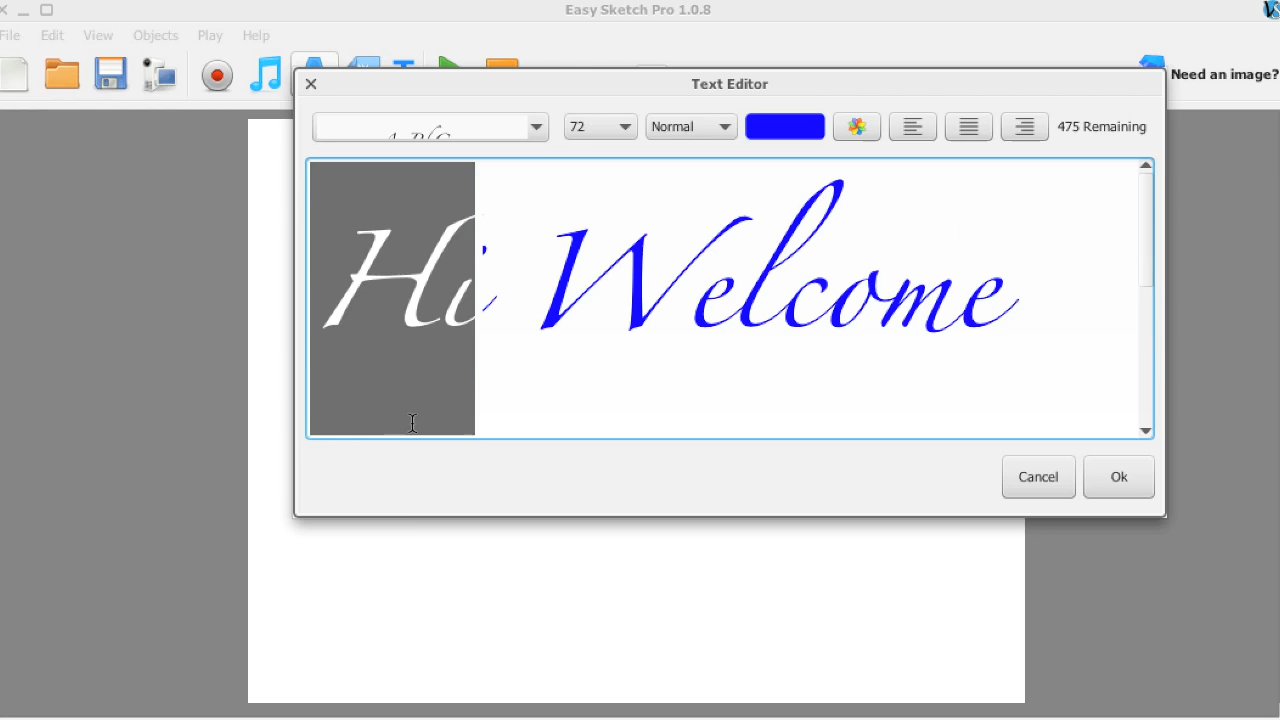 Easy Sketch Pro 1.0.8
File Edit View Objects Play Help
Need an image?
Text Editor
72 Normal 475 Remaining
Hi Welcome
Cancel Ok